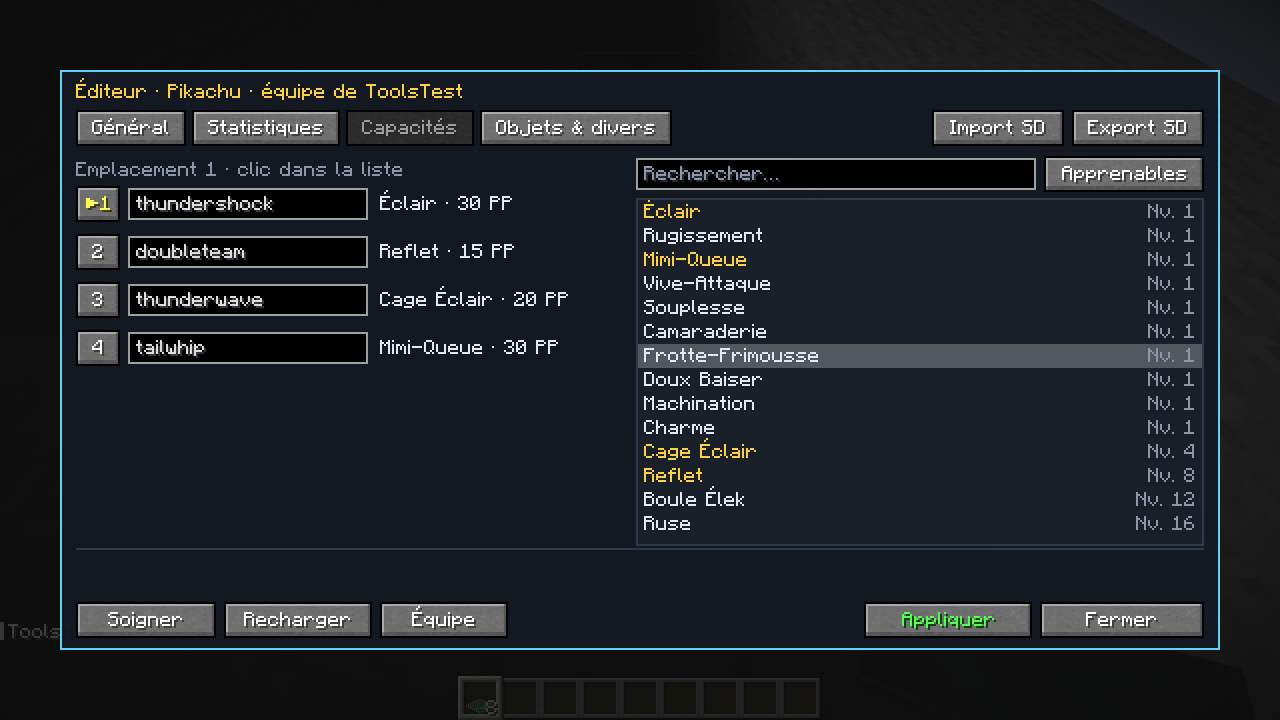 Éditeur · Pikachu · équipe de ToolsTest
Général Statistiques Capacités Objets & divers Import SD Export SD
Emplacement 1 · clic dans la liste
Rechercher... Apprenables
►1 thundershock Éclair · 30 PP
2 doubleteam Reflet · 15 PP
3 thunderwave Cage Éclair · 20 PP
4 tailwhip Mimi-Queue · 30 PP
Éclair Nv. 1
Rugissement Nv. 1
Mimi-Queue Nv. 1
Vive-Attaque Nv. 1
Souplesse Nv. 1
Camaraderie Nv. 1
Frotte-Frimousse Nv. 1
Doux Baiser Nv. 1
Machination Nv. 1
Charme Nv. 1
Cage Éclair Nv. 4
Reflet Nv. 8
Boule Élek Nv. 12
Ruse Nv. 16
Soigner Recharger Équipe Appliquer Fermer
Tools
8